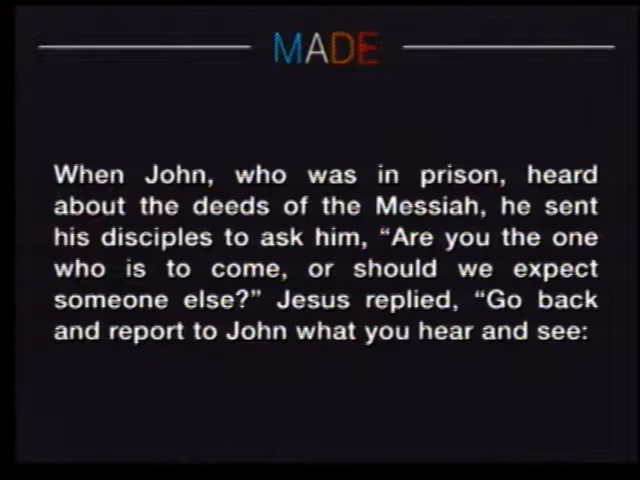 MADE
When John, who was in prison, heard
about the deeds of the Messiah, he sent
his disciples to ask him, “Are you the one
who is to come, or should we expect
someone else?” Jesus replied, “Go back
and report to John what you hear and see: